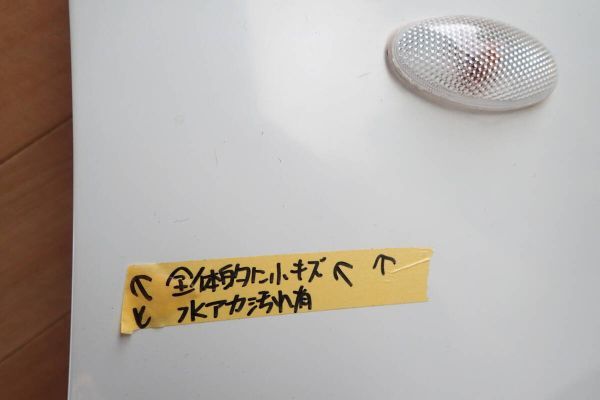 ↖ 全体的に小キズ ↖ ↑
↙ 水アカ汚れ有